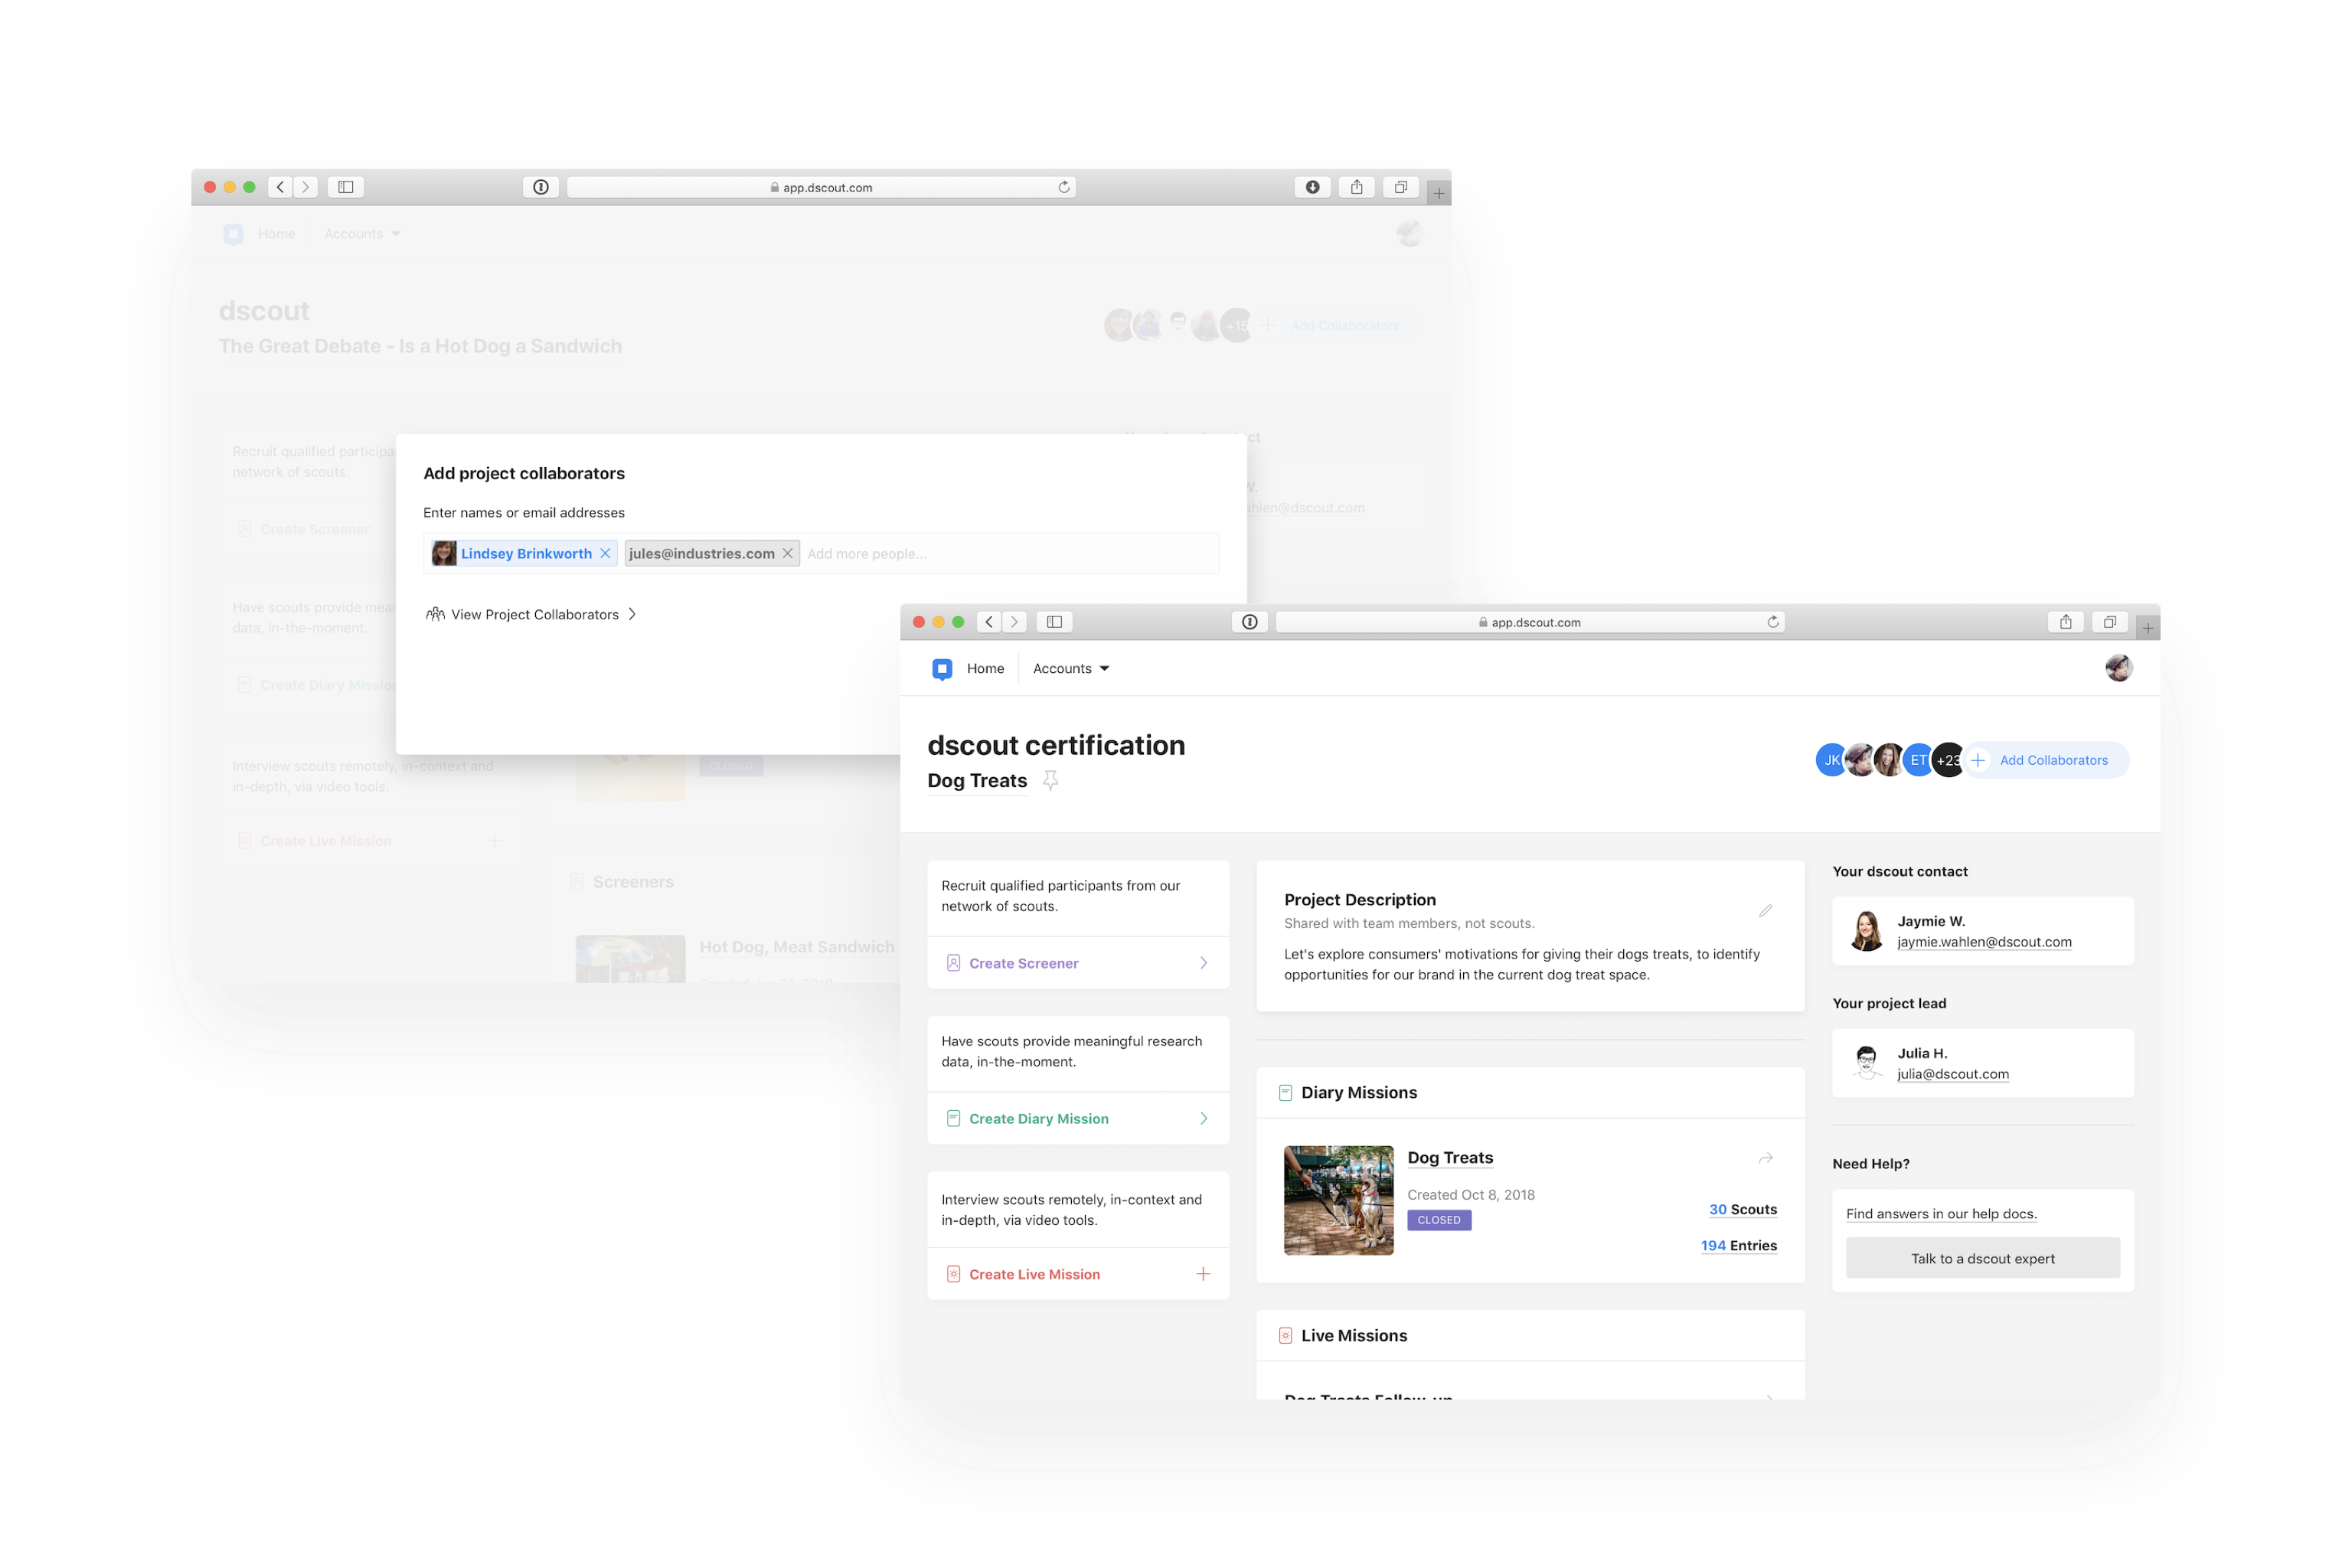 app.dscout.com
Home
Accounts
dscout
The Great Debate - Is a Hot Dog a Sandwich
+15
Add Collaborators
Recruit qualified
network of scouts.
Create Screener
Have scouts provide
data, in-the-moment.
Create Diary
Interview scouts remotely, in-context and
in-depth, via video tools.
Create Live Mission
Add project collaborators
Enter names or email addresses
Lindsey Brinkworth
jules@industries.com
Add more people...
View Project Collaborators
ahlen@dscout.com
CLOSED
Screeners
Hot Dog, Meat Sandwich
app.dscout.com
Home
Accounts
dscout certification
Dog Treats
JK
ET
+23
Add Collaborators
Recruit qualified participants from our
network of scouts.
Create Screener
Have scouts provide meaningful research
data, in-the-moment.
Create Diary Mission
Interview scouts remotely, in-context and
in-depth, via video tools.
Create Live Mission
Project Description
Shared with team members, not scouts.
Let's explore consumers' motivations for giving their dogs treats, to identify
opportunities for our brand in the current dog treat space.
Diary Missions
Dog Treats
Created Oct 8, 2018
CLOSED
30 Scouts
194 Entries
Live Missions
Dog Treats Follow-up
Your dscout contact
Jaymie W.
jaymie.wahlen@dscout.com
Your project lead
Julia H.
julia@dscout.com
Need Help?
Find answers in our help docs.
Talk to a dscout expert